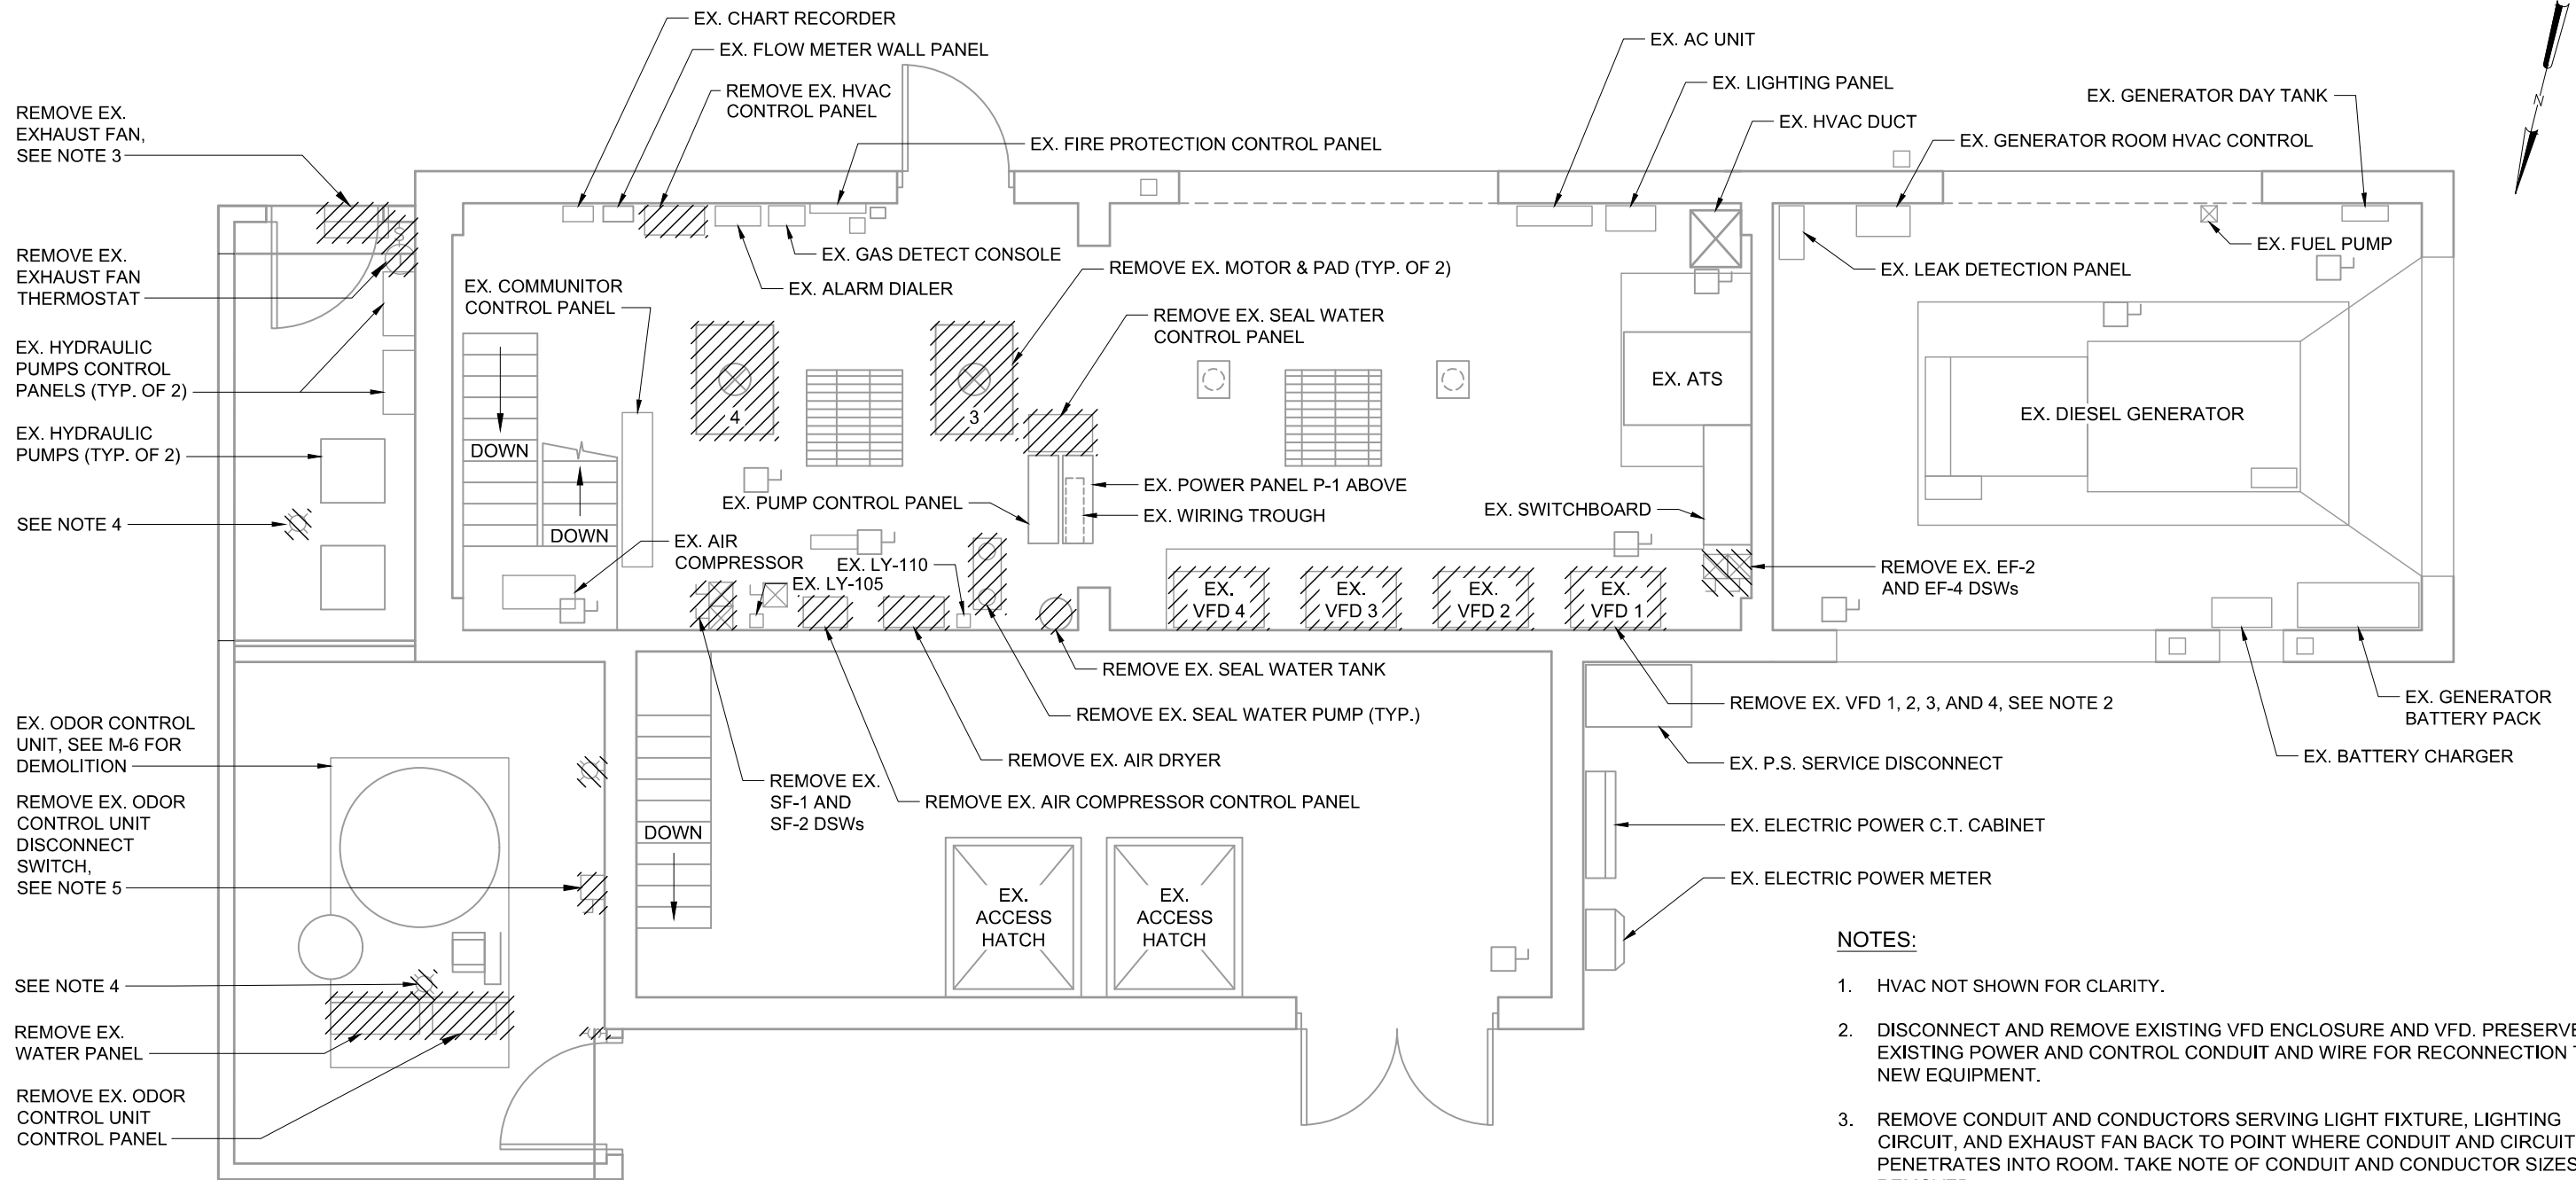 EX. CHART RECORDER
EX. FLOW METER WALL PANEL
REMOVE EX. HVAC
CONTROL PANEL
EX. FIRE PROTECTION CONTROL PANEL
EX. AC UNIT
EX. LIGHTING PANEL
EX. HVAC DUCT
EX. GENERATOR DAY TANK
EX. GENERATOR ROOM HVAC CONTROL
N
REMOVE EX.
EXHAUST FAN,
SEE NOTE 3
REMOVE EX.
EXHAUST FAN
THERMOSTAT
EX. HYDRAULIC
PUMPS CONTROL
PANELS (TYP. OF 2)
EX. HYDRAULIC
PUMPS (TYP. OF 2)
SEE NOTE 4
EX. COMMUNITOR
CONTROL PANEL
EX. GAS DETECT CONSOLE
EX. ALARM DIALER
REMOVE EX. MOTOR & PAD (TYP. OF 2)
REMOVE EX. SEAL WATER
CONTROL PANEL
EX. LEAK DETECTION PANEL
EX. FUEL PUMP
4
3
EX. ATS
EX. DIESEL GENERATOR
DOWN
DOWN
EX. PUMP CONTROL PANEL
EX. POWER PANEL P-1 ABOVE
EX. WIRING TROUGH
EX. SWITCHBOARD
EX. AIR
COMPRESSOR
EX. LY-110
EX. LY-105
EX.
VFD 4
EX.
VFD 3
EX.
VFD 2
EX.
VFD 1
REMOVE EX. EF-2
AND EF-4 DSWs
REMOVE EX. SEAL WATER TANK
REMOVE EX. SEAL WATER PUMP (TYP.)
REMOVE EX. AIR DRYER
REMOVE EX. AIR COMPRESSOR CONTROL PANEL
REMOVE EX.
SF-1 AND
SF-2 DSWs
REMOVE EX. VFD 1, 2, 3, AND 4, SEE NOTE 2
EX. P.S. SERVICE DISCONNECT
EX. ELECTRIC POWER C.T. CABINET
EX. ELECTRIC POWER METER
EX. GENERATOR
BATTERY PACK
EX. BATTERY CHARGER
EX. ODOR CONTROL
UNIT, SEE M-6 FOR
DEMOLITION
REMOVE EX. ODOR
CONTROL UNIT
DISCONNECT
SWITCH,
SEE NOTE 5
SEE NOTE 4
REMOVE EX.
WATER PANEL
REMOVE EX. ODOR
CONTROL UNIT
CONTROL PANEL
DOWN
EX.
ACCESS
HATCH
EX.
ACCESS
HATCH
NOTES:
1. HVAC NOT SHOWN FOR CLARITY.
2. DISCONNECT AND REMOVE EXISTING VFD ENCLOSURE AND VFD. PRESERVE
EXISTING POWER AND CONTROL CONDUIT AND WIRE FOR RECONNECTION
NEW EQUIPMENT.
3. REMOVE CONDUIT AND CONDUCTORS SERVING LIGHT FIXTURE, LIGHTING
CIRCUIT, AND EXHAUST FAN BACK TO POINT WHERE CONDUIT AND CIRCUIT
PENETRATES INTO ROOM. TAKE NOTE OF CONDUIT AND CONDUCTOR SIZES